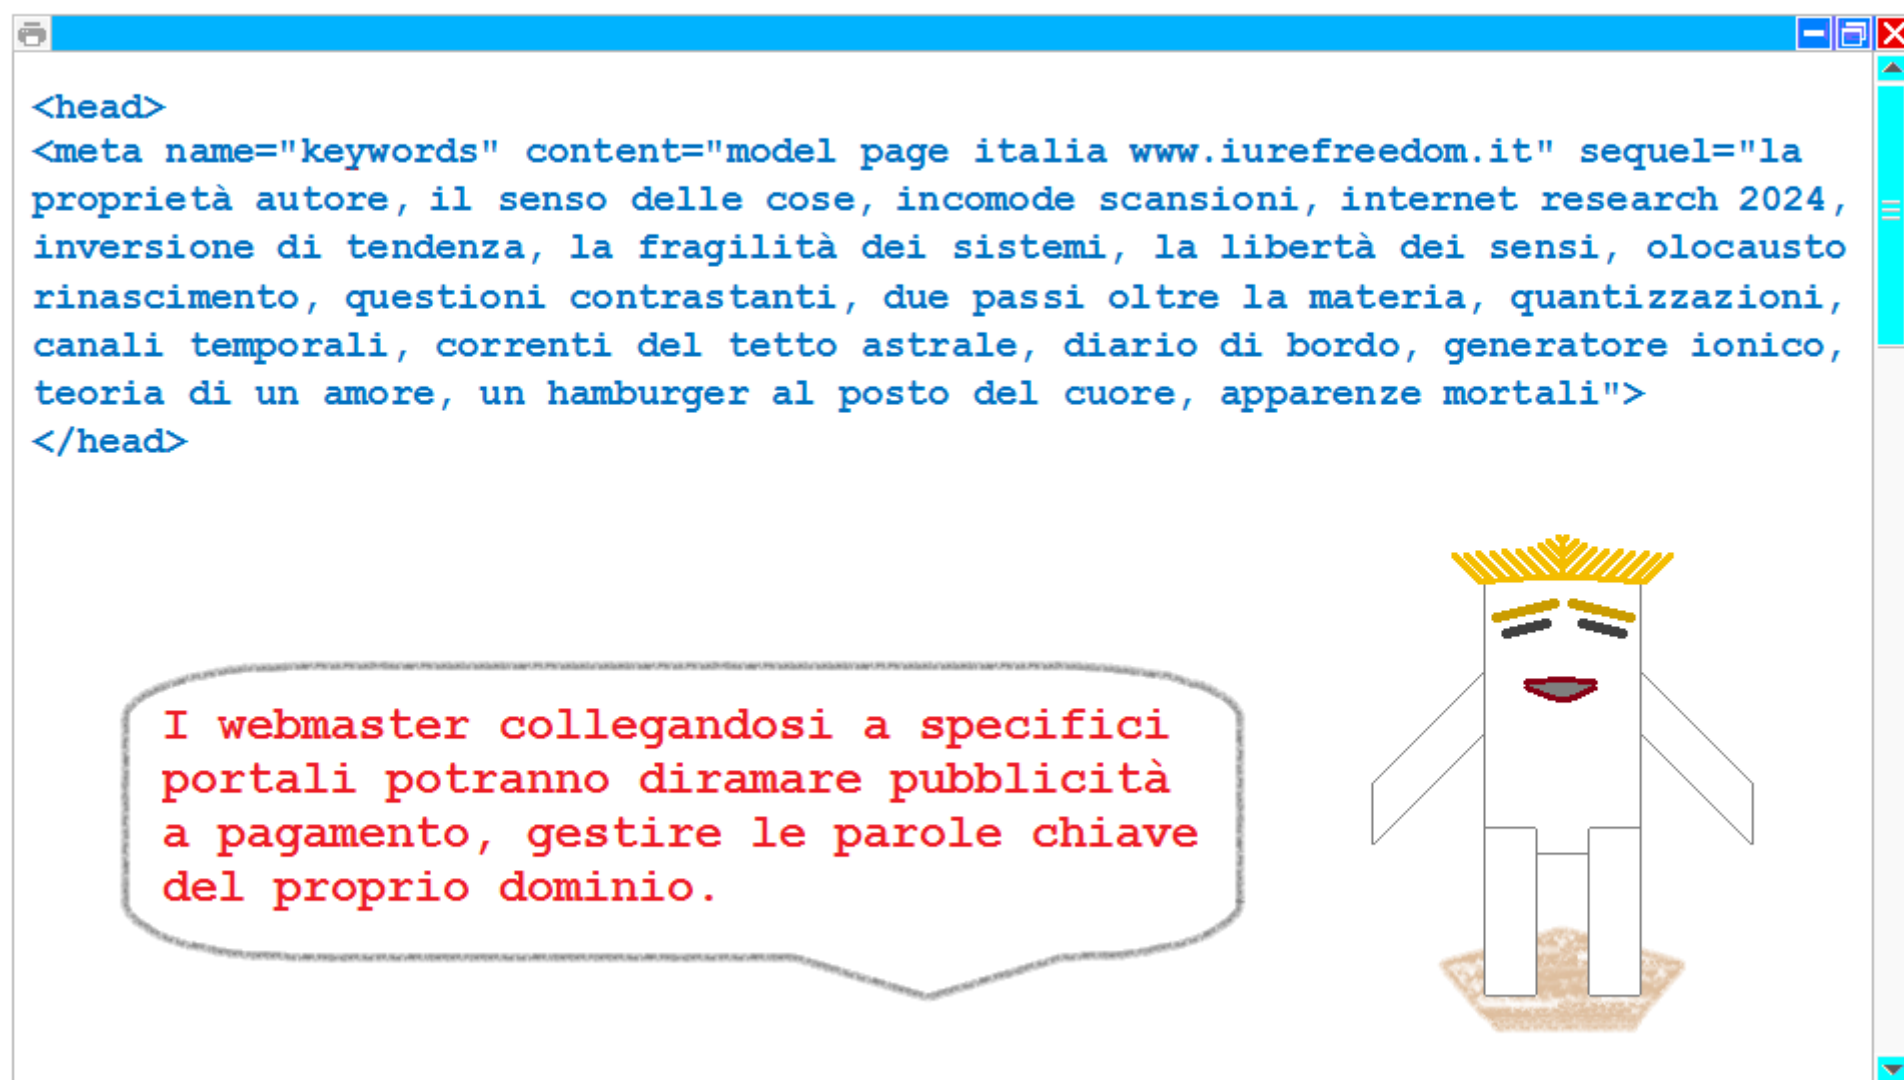 <head>
<meta name="keywords" content="model page italia www.iurefreedom.it" sequel="la
proprietà autore, il senso delle cose, incomode scansioni, internet research 2024,
inversione di tendenza, la fragilità dei sistemi, la libertà dei sensi, olocausto
rinascimento, questioni contrastanti, due passi oltre la materia, quantizzazioni,
canali temporali, correnti del tetto astrale, diario di bordo, generatore ionico,
teoria di un amore, un hamburger al posto del cuore, apparenze mortali">
</head>
I webmaster collegandosi a specifici
portali potranno diramare pubblicità
a pagamento, gestire le parole chiave
del proprio dominio.